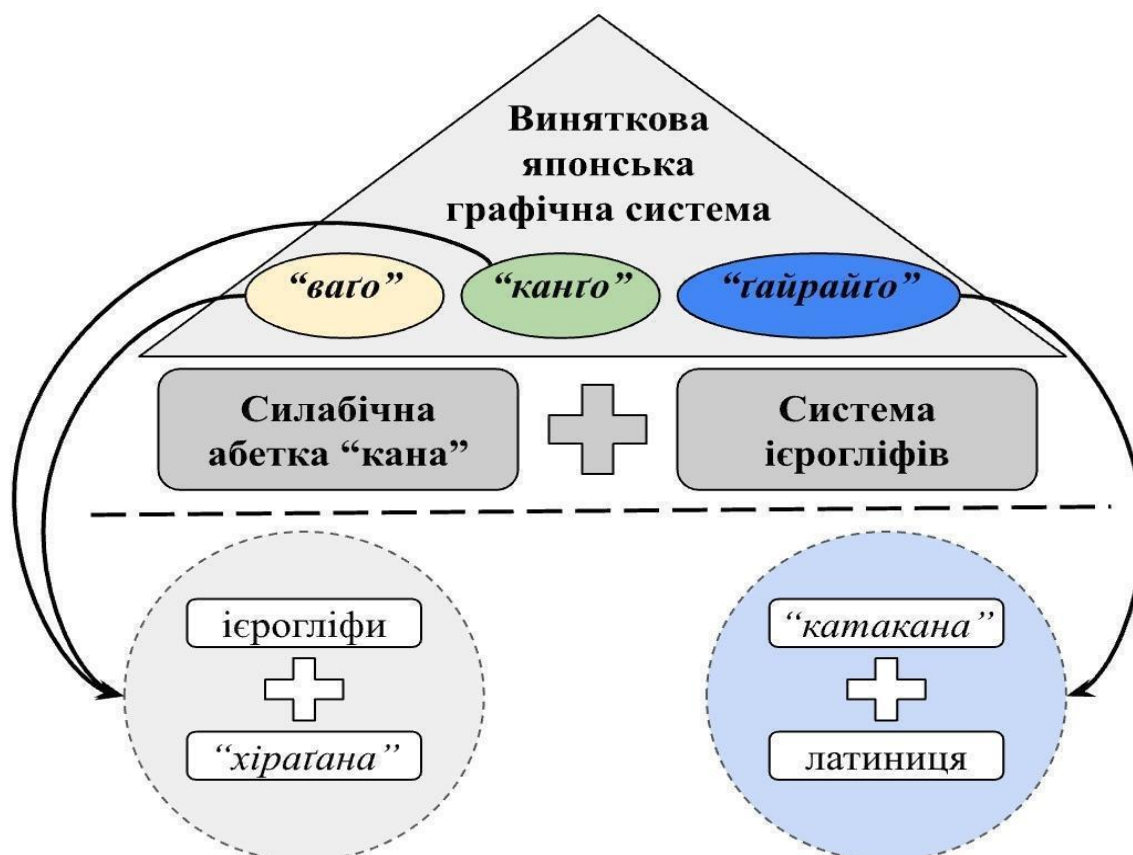 Виняткова
японська
графічна система
“ваґо”
“канґо”
“ґайрайґо”
Силабічна
абетка “кана”
Система
ієрогліфів
ієрогліфи
“хіраґана”
“катакана”
латиниця